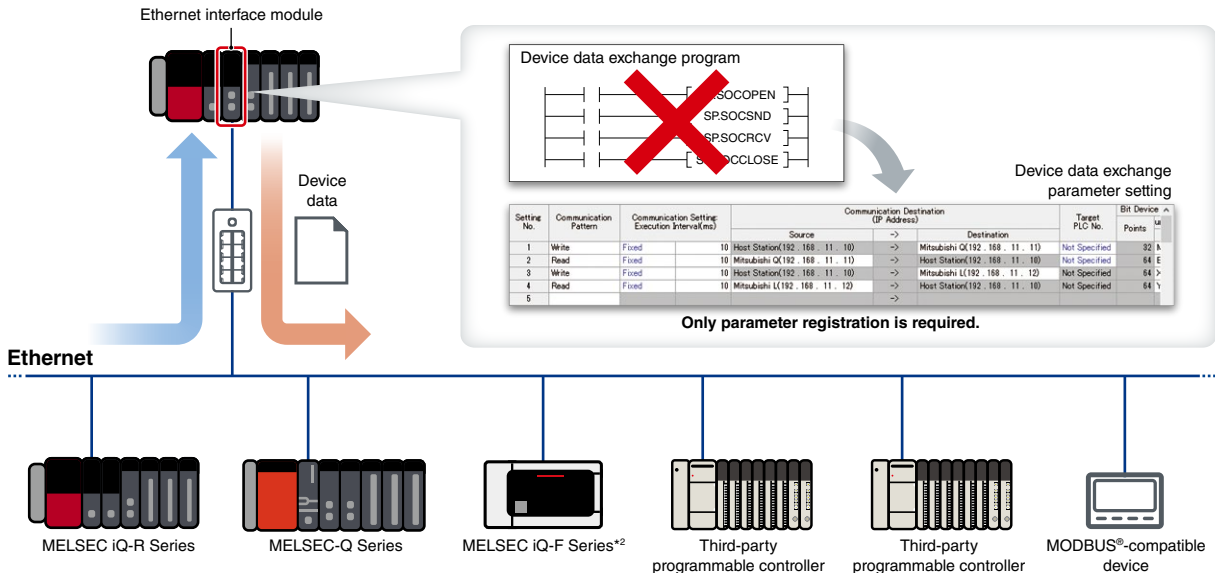 Ethernet interface module
Device data exchange program
SP.SOCSND
SP.SOCRCV
Device
data
Device data exchange
parameter setting
Setting No. Communication Pattern Communication Setting: Execution Interval(ms) Communication Destination (IP Address) Target PLC No. Bit Device
Source -> Destination Points
1 Write Fixed 10 Host Station(192 . 168 . 11 . 10) -> Mitsubishi Q(192 . 168 . 11 . 11) Not Specified 32
2 Read Fixed 10 Mitsubishi Q(192 . 168 . 11 . 11) -> Host Station(192 . 168 . 11 . 10) Not Specified 64
3 Write Fixed 10 Host Station(192 . 168 . 11 . 10) -> Mitsubishi L(192 . 168 . 11 . 12) Not Specified 64
4 Read Fixed 10 Mitsubishi L(192 . 168 . 11 . 12) -> Host Station(192 . 168 . 11 . 10) Not Specified 64
5 ->
Only parameter registration is required.
Ethernet
MELSEC iQ-R Series
MELSEC-Q Series
MELSEC iQ-F Series*2
Third-party
programmable controller
Third-party
programmable controller
MODBUS®-compatible
device